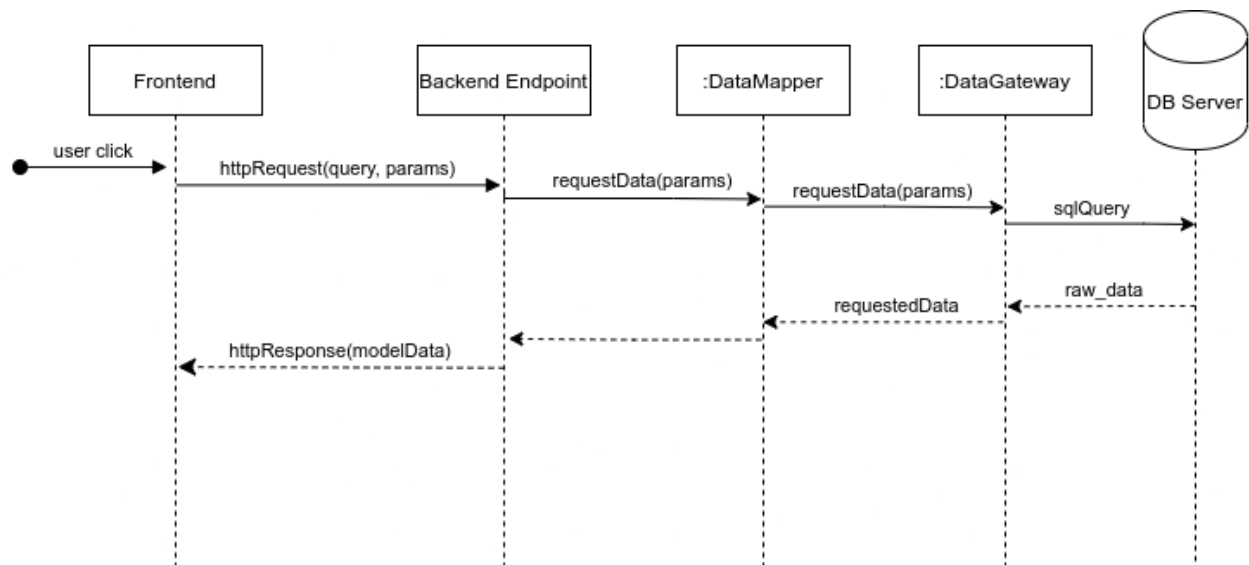 Frontend
Backend Endpoint
:DataMapper
:DataGateway
DB Server
user click
httpRequest(query, params)
requestData(params)
requestData(params)
sqlQuery
raw_data
requestedData
httpResponse(modelData)